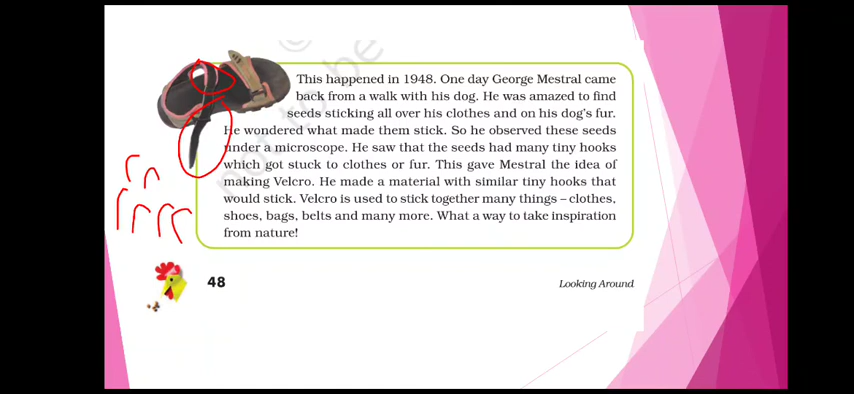 This happened in 1948. One day George Mestral came
back from a walk with his dog. He was amazed to find
seeds sticking all over his clothes and on his dog's fur.
He wondered what made them stick. So he observed these seeds
under a microscope. He saw that the seeds had many tiny hooks
which got stuck to clothes or fur. This gave Mestral the idea of
making Velcro. He made a material with similar tiny hooks that
would stick. Velcro is used to stick together many things – clothes,
shoes, bags, belts and many more. What a way to take inspiration
from nature!
48
Looking Around
not to be